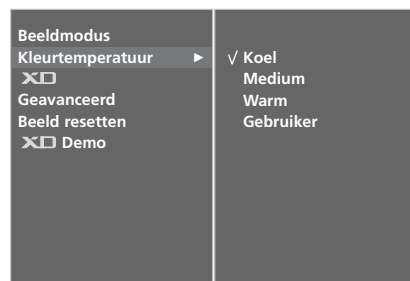 Beeldmodus
Kleurtemperatuur ►
XD
Geavanceerd
Beeld resetten
XD Demo
√ Koel
Medium
Warm
Gebruiker